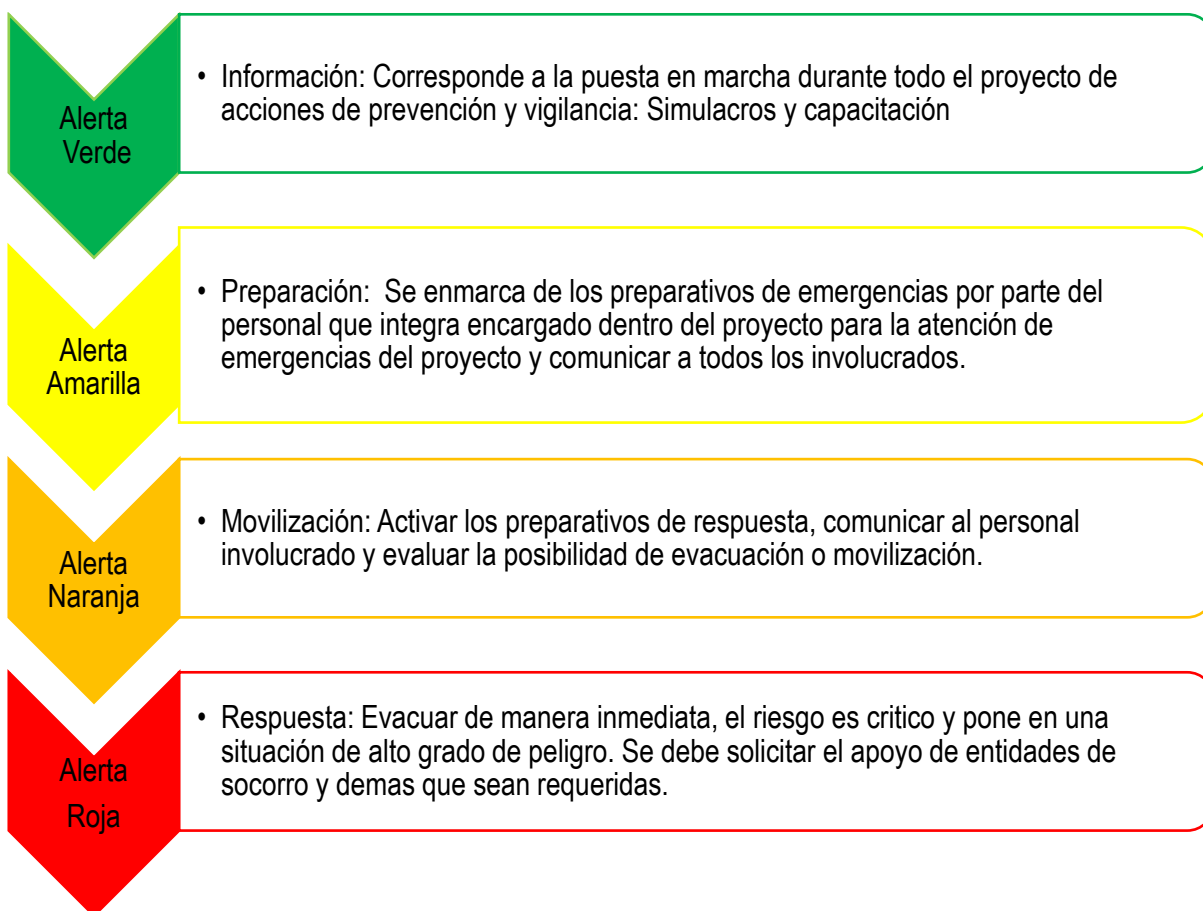 Alerta
Verde
• Información: Corresponde a la puesta en marcha durante todo el proyecto de
acciones de prevención y vigilancia: Simulacros y capacitación
Alerta
Amarilla
• Preparación:  Se enmarca de los preparativos de emergencias por parte del
personal que integra encargado dentro del proyecto para la atención de
emergencias del proyecto y comunicar a todos los involucrados.
Alerta
Naranja
• Movilización: Activar los preparativos de respuesta, comunicar al personal
involucrado y evaluar la posibilidad de evacuación o movilización.
Alerta
Roja
• Respuesta: Evacuar de manera inmediata, el riesgo es critico y pone en una
situación de alto grado de peligro. Se debe solicitar el apoyo de entidades de
socorro y demas que sean requeridas.